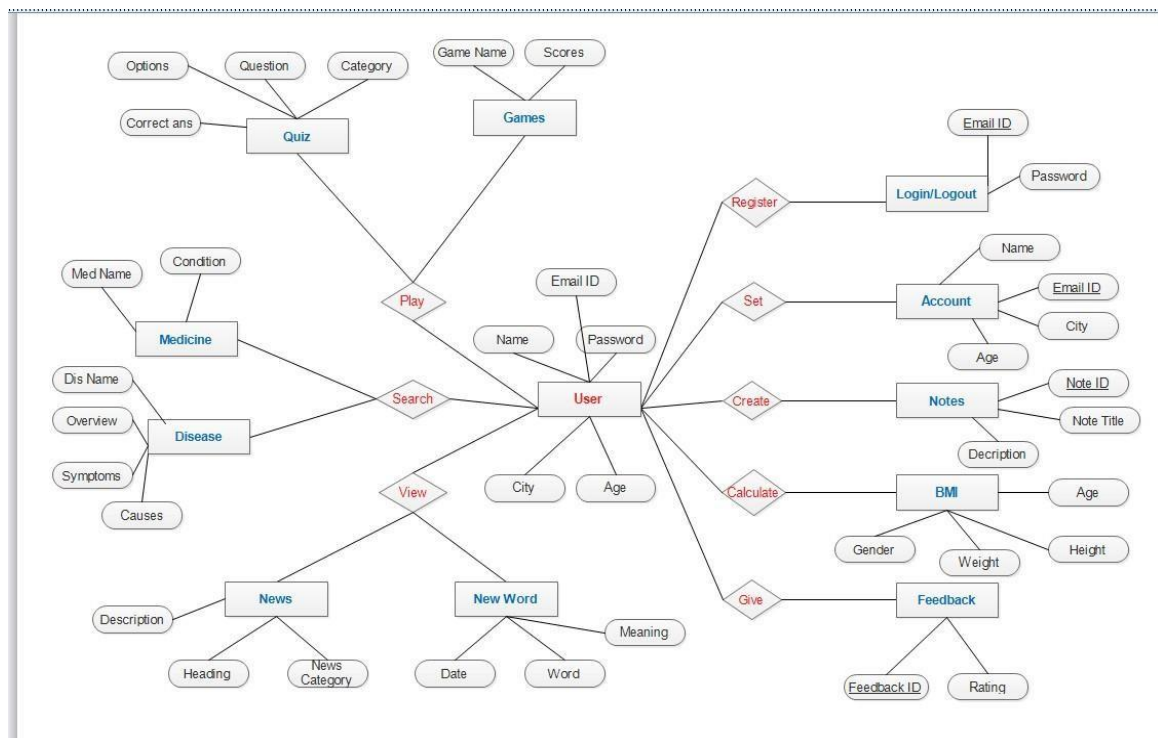 Game Name
Scores
Options
Question
Category
Correct ans
Quiz
Games
Email ID
Password
Login/Logout
Register
Name
Email ID
City
Age
Account
Set
Med Name
Condition
Medicine
Play
Email ID
Name
Password
User
City
Age
Search
Dis Name
Overview
Symptoms
Causes
Disease
Create
Notes
Note ID
Note Title
Decription
View
Calculate
BMI
Age
Gender
Weight
Height
News
Description
Heading
News
Category
New Word
Meaning
Date
Word
Give
Feedback
Feedback ID
Rating